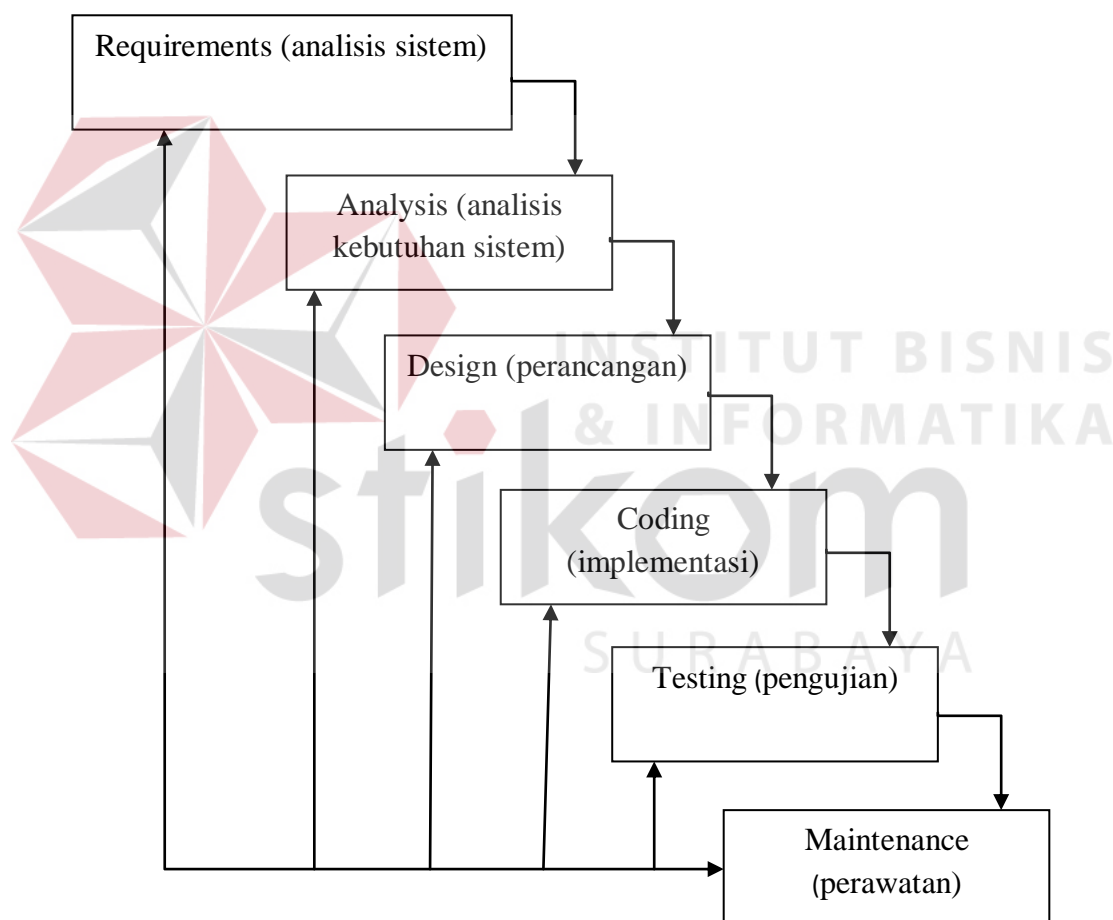 Requirements (analisis sistem)
Analysis (analisis
kebutuhan sistem)
INSTITUT BISNIS
Design (perancangan)
& INFORMATIKA
stikom
Coding
(implementasi)
SURABAYA
Testing (pengujian)
Maintenance
(perawatan)